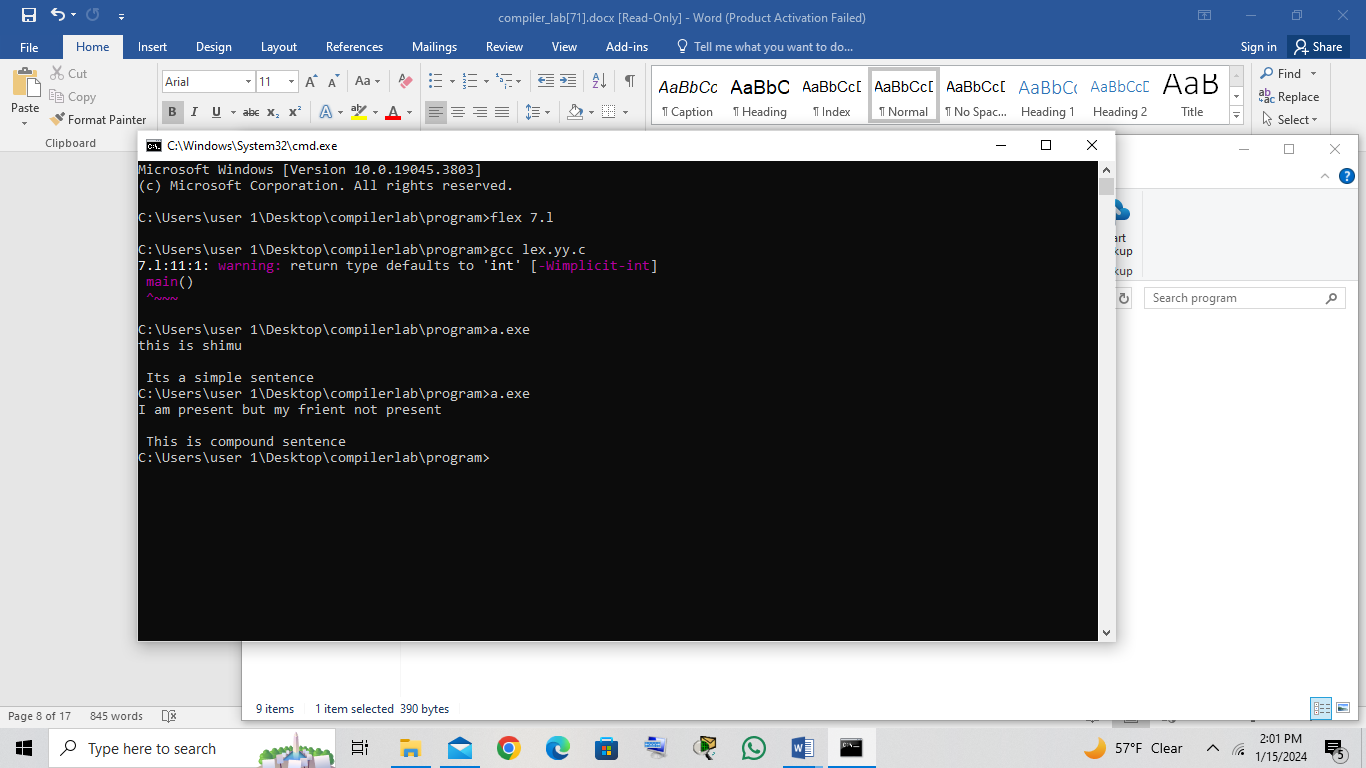 compiler_lab[71].docx [Read-Only] - Word (Product Activation Failed)
File Home Insert Design Layout References Mailings Review View Add-ins Tell me what you want to do... Sign in Share
Paste
Cut
Copy
Format Painter
Clipboard
Arial 11
B I U abc x₂ x²
AaBbCc AaBbC AaBbCcD AaBbCcD AaBbCcD AaBbC AaBbCcD AaB
¶ Caption ¶ Heading ¶ Index ¶ Normal ¶ No Spac... Heading 1 Heading 2 Title
Find
Replace
Select
C:\Windows\System32\cmd.exe
Microsoft Windows [Version 10.0.19045.3803]
(c) Microsoft Corporation. All rights reserved.
C:\Users\user 1\Desktop\compilerlab\program>flex 7.l
C:\Users\user 1\Desktop\compilerlab\program>gcc lex.yy.c
7.l:11:1: warning: return type defaults to 'int' [-Wimplicit-int]
main()
^~~~
C:\Users\user 1\Desktop\compilerlab\program>a.exe
this is shimu
Its a simple sentence
C:\Users\user 1\Desktop\compilerlab\program>a.exe
I am present but my frient not present
This is compound sentence
C:\Users\user 1\Desktop\compilerlab\program>
art
kup
kup
Search program
9 items 1 item selected 390 bytes
Page 8 of 17 845 words
Type here to search
57°F Clear
2:01 PM
1/15/2024
5